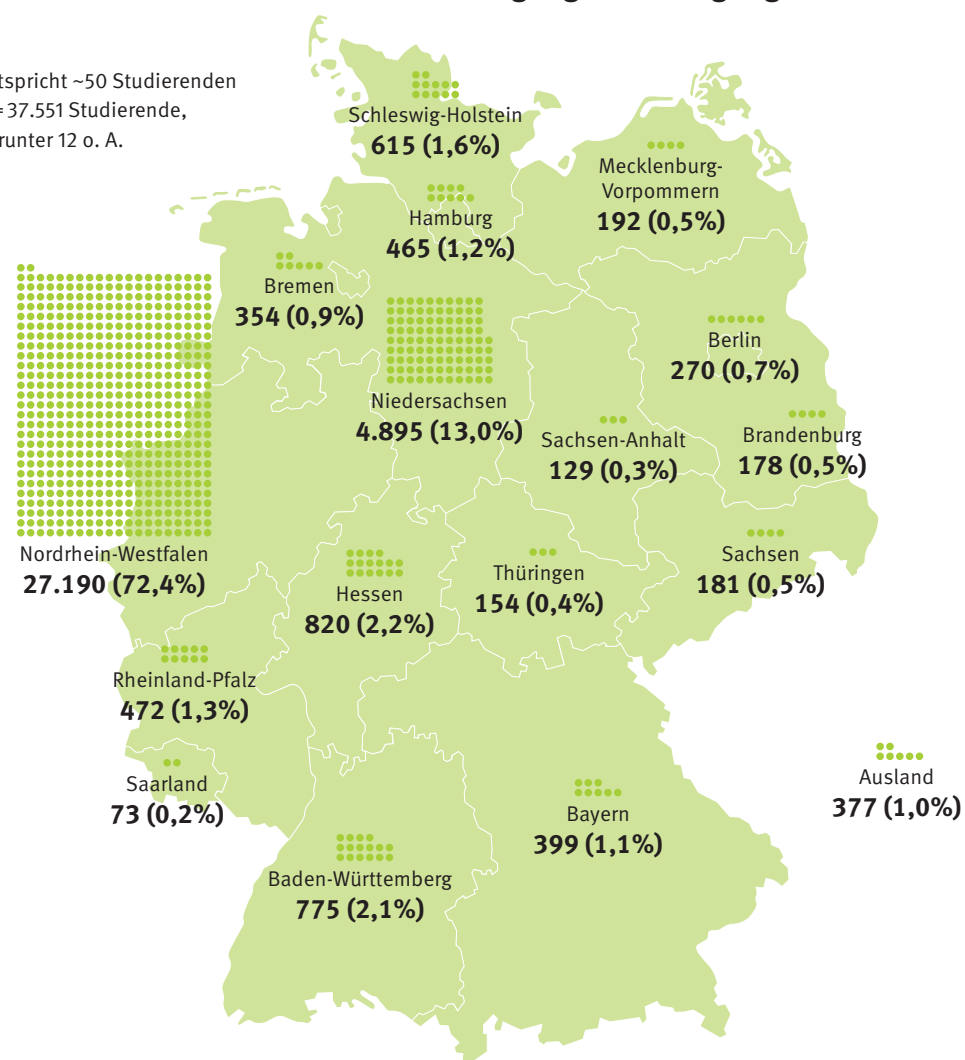 tspricht ~50 Studierenden
= 37.551 Studierende,
runter 12 o. A.
Schleswig-Holstein
615 (1,6%)
Mecklenburg-
Vorpommern
192 (0,5%)
Hamburg
465 (1,2%)
Bremen
354 (0,9%)
Berlin
270 (0,7%)
Niedersachsen
4.895 (13,0%)
Sachsen-Anhalt
129 (0,3%)
Brandenburg
178 (0,5%)
Nordrhein-Westfalen
27.190 (72,4%)
Hessen
820 (2,2%)
Thüringen
154 (0,4%)
Sachsen
181 (0,5%)
Rheinland-Pfalz
472 (1,3%)
Saarland
73 (0,2%)
Bayern
399 (1,1%)
Ausland
377 (1,0%)
Baden-Württemberg
775 (2,1%)